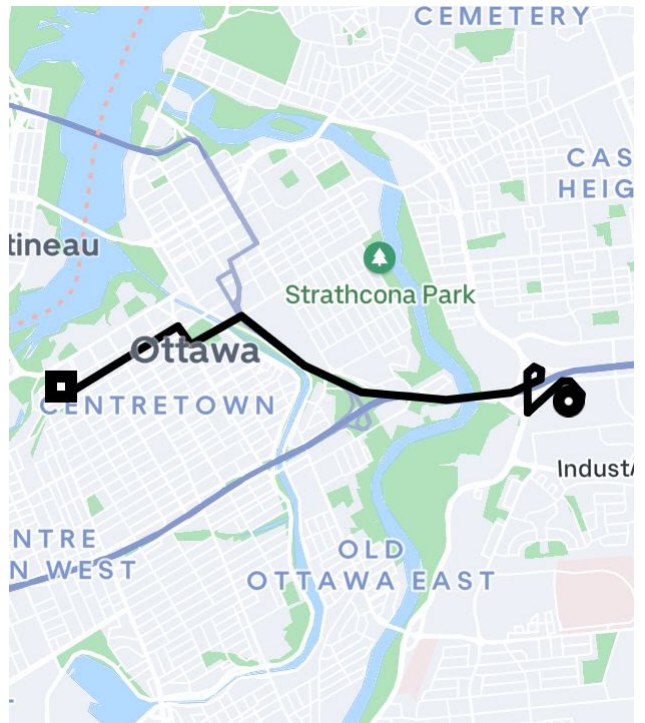 CEMETERY
CAS
HEIG
tineau
Strathcona Park
Ottawa
CENTRETOWN
IndustA
NTRE
N WEST
OLD
OTTAWA EAST